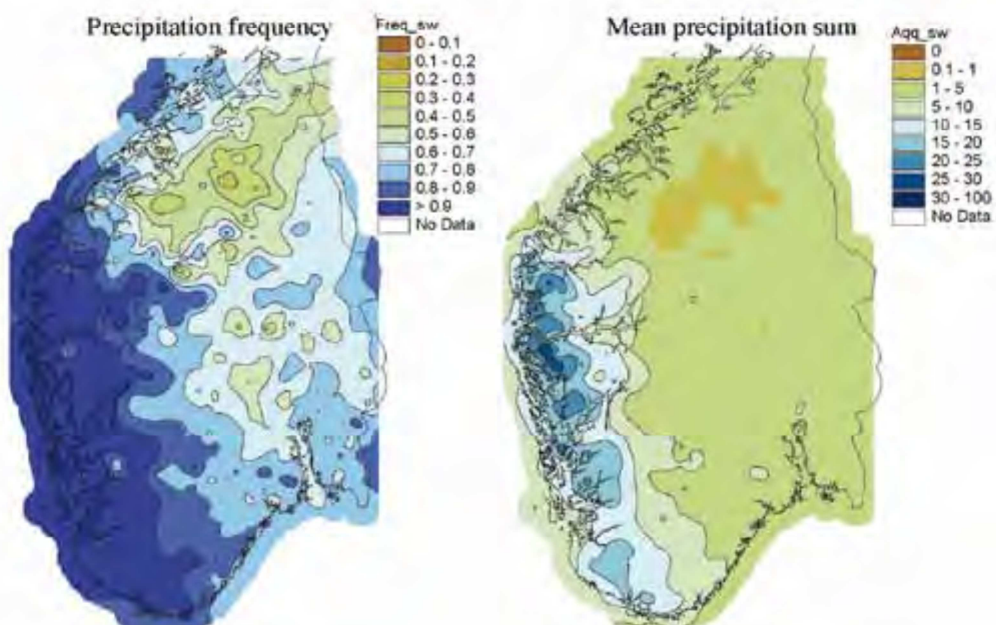 Precipitation frequency
Freq_sw
0 - 0.1
0.1 - 0.2
0.2 - 0.3
0.3 - 0.4
0.4 - 0.5
0.5 - 0.6
0.6 - 0.7
0.7 - 0.8
0.8 - 0.9
> 0.9
No Data
Mean precipitation sum
Aqq_sw
0
0.1 - 1
1 - 5
5 - 10
10 - 15
15 - 20
20 - 25
25 - 30
30 - 100
No Data